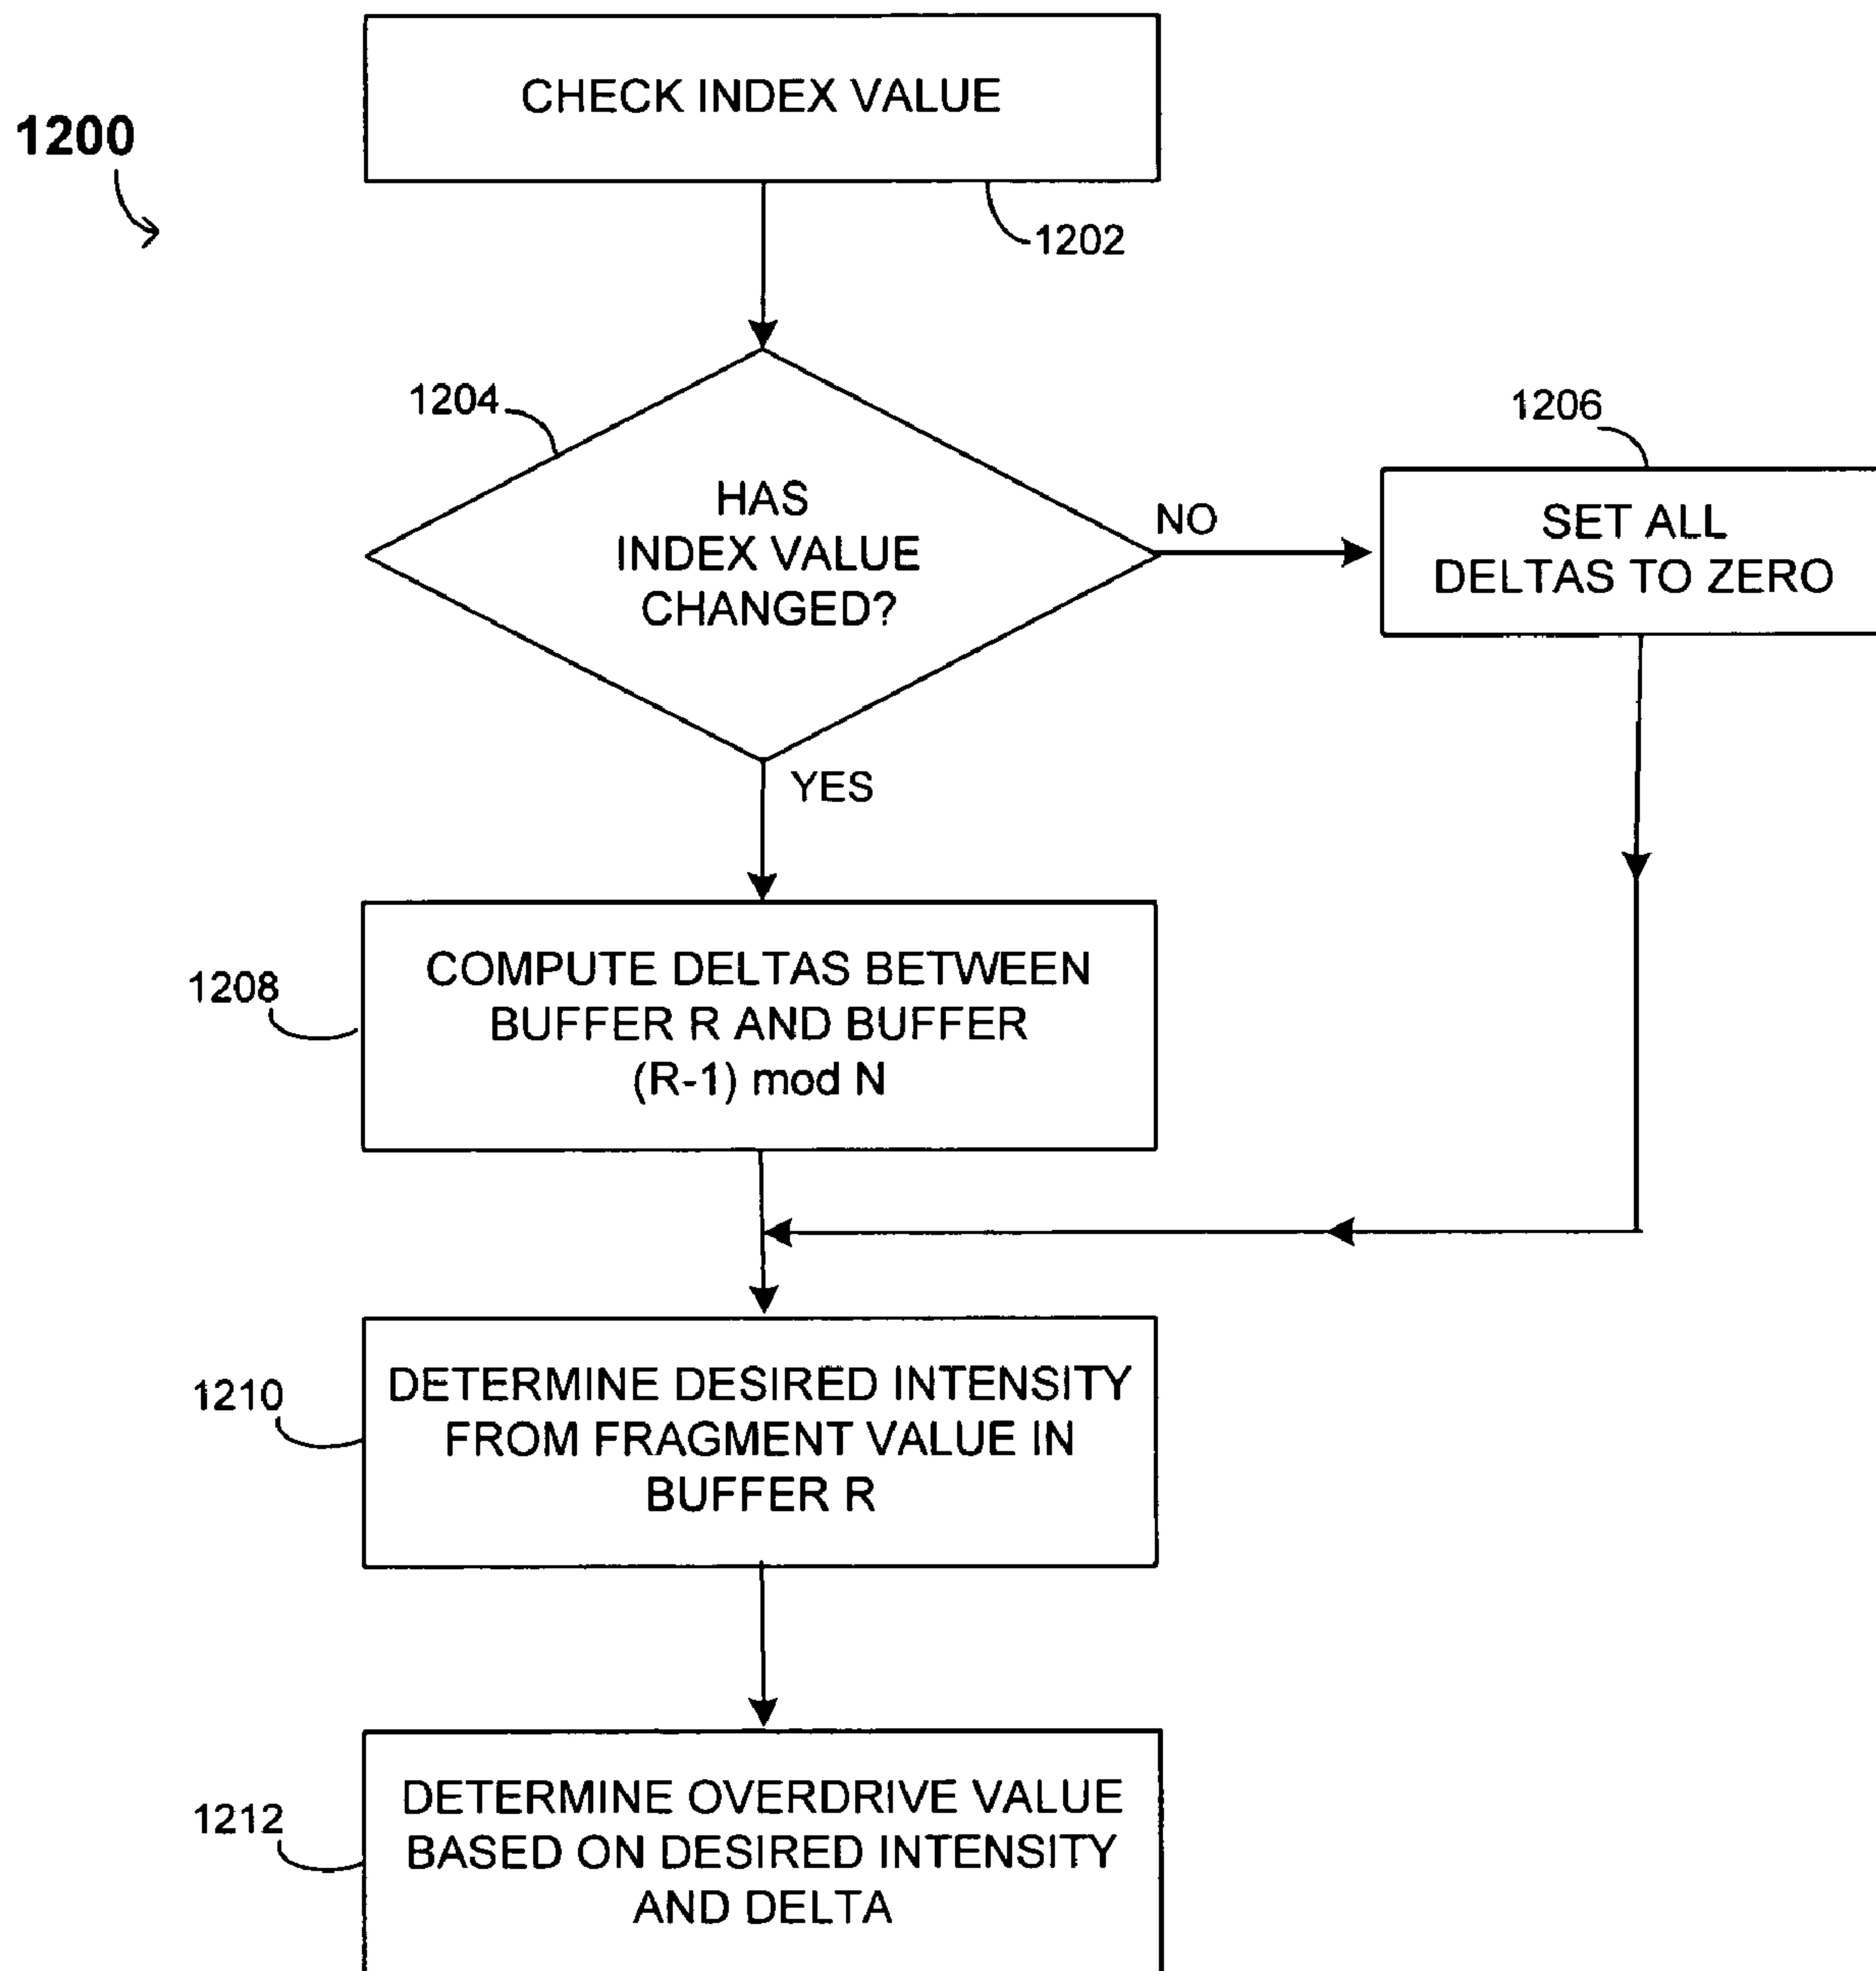 1200
CHECK INDEX VALUE
1202
1204
HAS
INDEX VALUE
CHANGED?
NO
1206
SET ALL
DELTAS TO ZERO
YES
1208
COMPUTE DELTAS BETWEEN
BUFFER R AND BUFFER
(R-1) mod N
1210
DETERMINE DESIRED INTENSITY
FROM FRAGMENT VALUE IN
BUFFER R
1212
DETERMINE OVERDRIVE VALUE
BASED ON DESIRED INTENSITY
AND DELTA